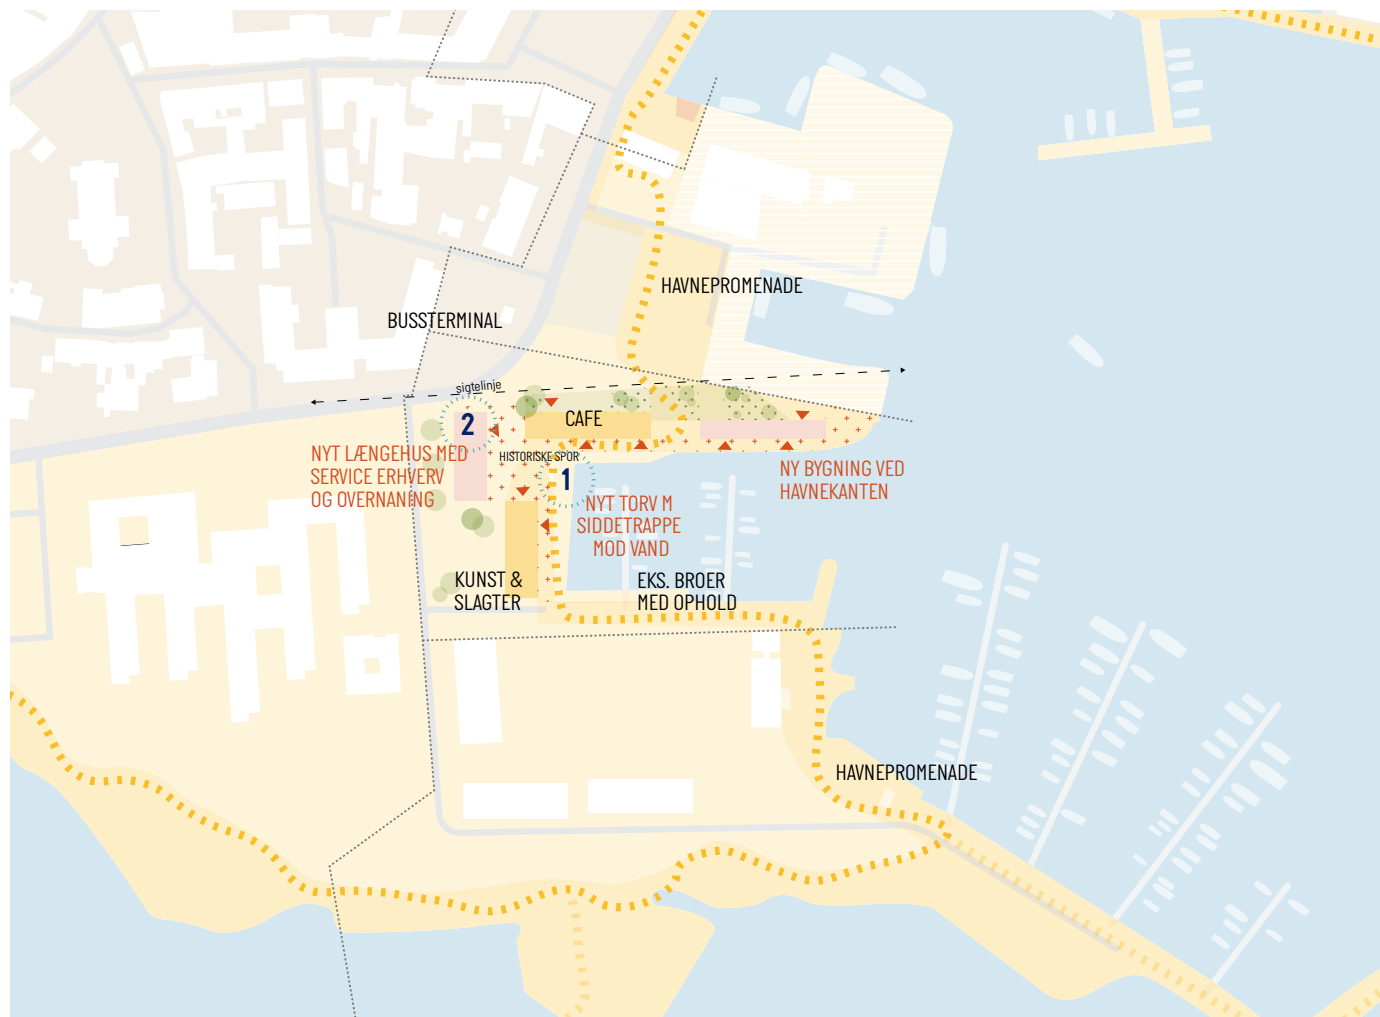 HAVNEPROMENADE
BUSSTERMINAL
sigtelinje
2
CAFE
NYT LÆNGEHUS MED
SERVICE ERHVERV
OG OVERNANING
HISTORISKE SPOR
1
NY BYGNING VED
HAVNEKANTEN
NYT TORV M
SIDDETRAPPE
MOD VAND
KUNST &
SLAGTER
EKS. BROER
MED OPHOLD
HAVNEPROMENADE